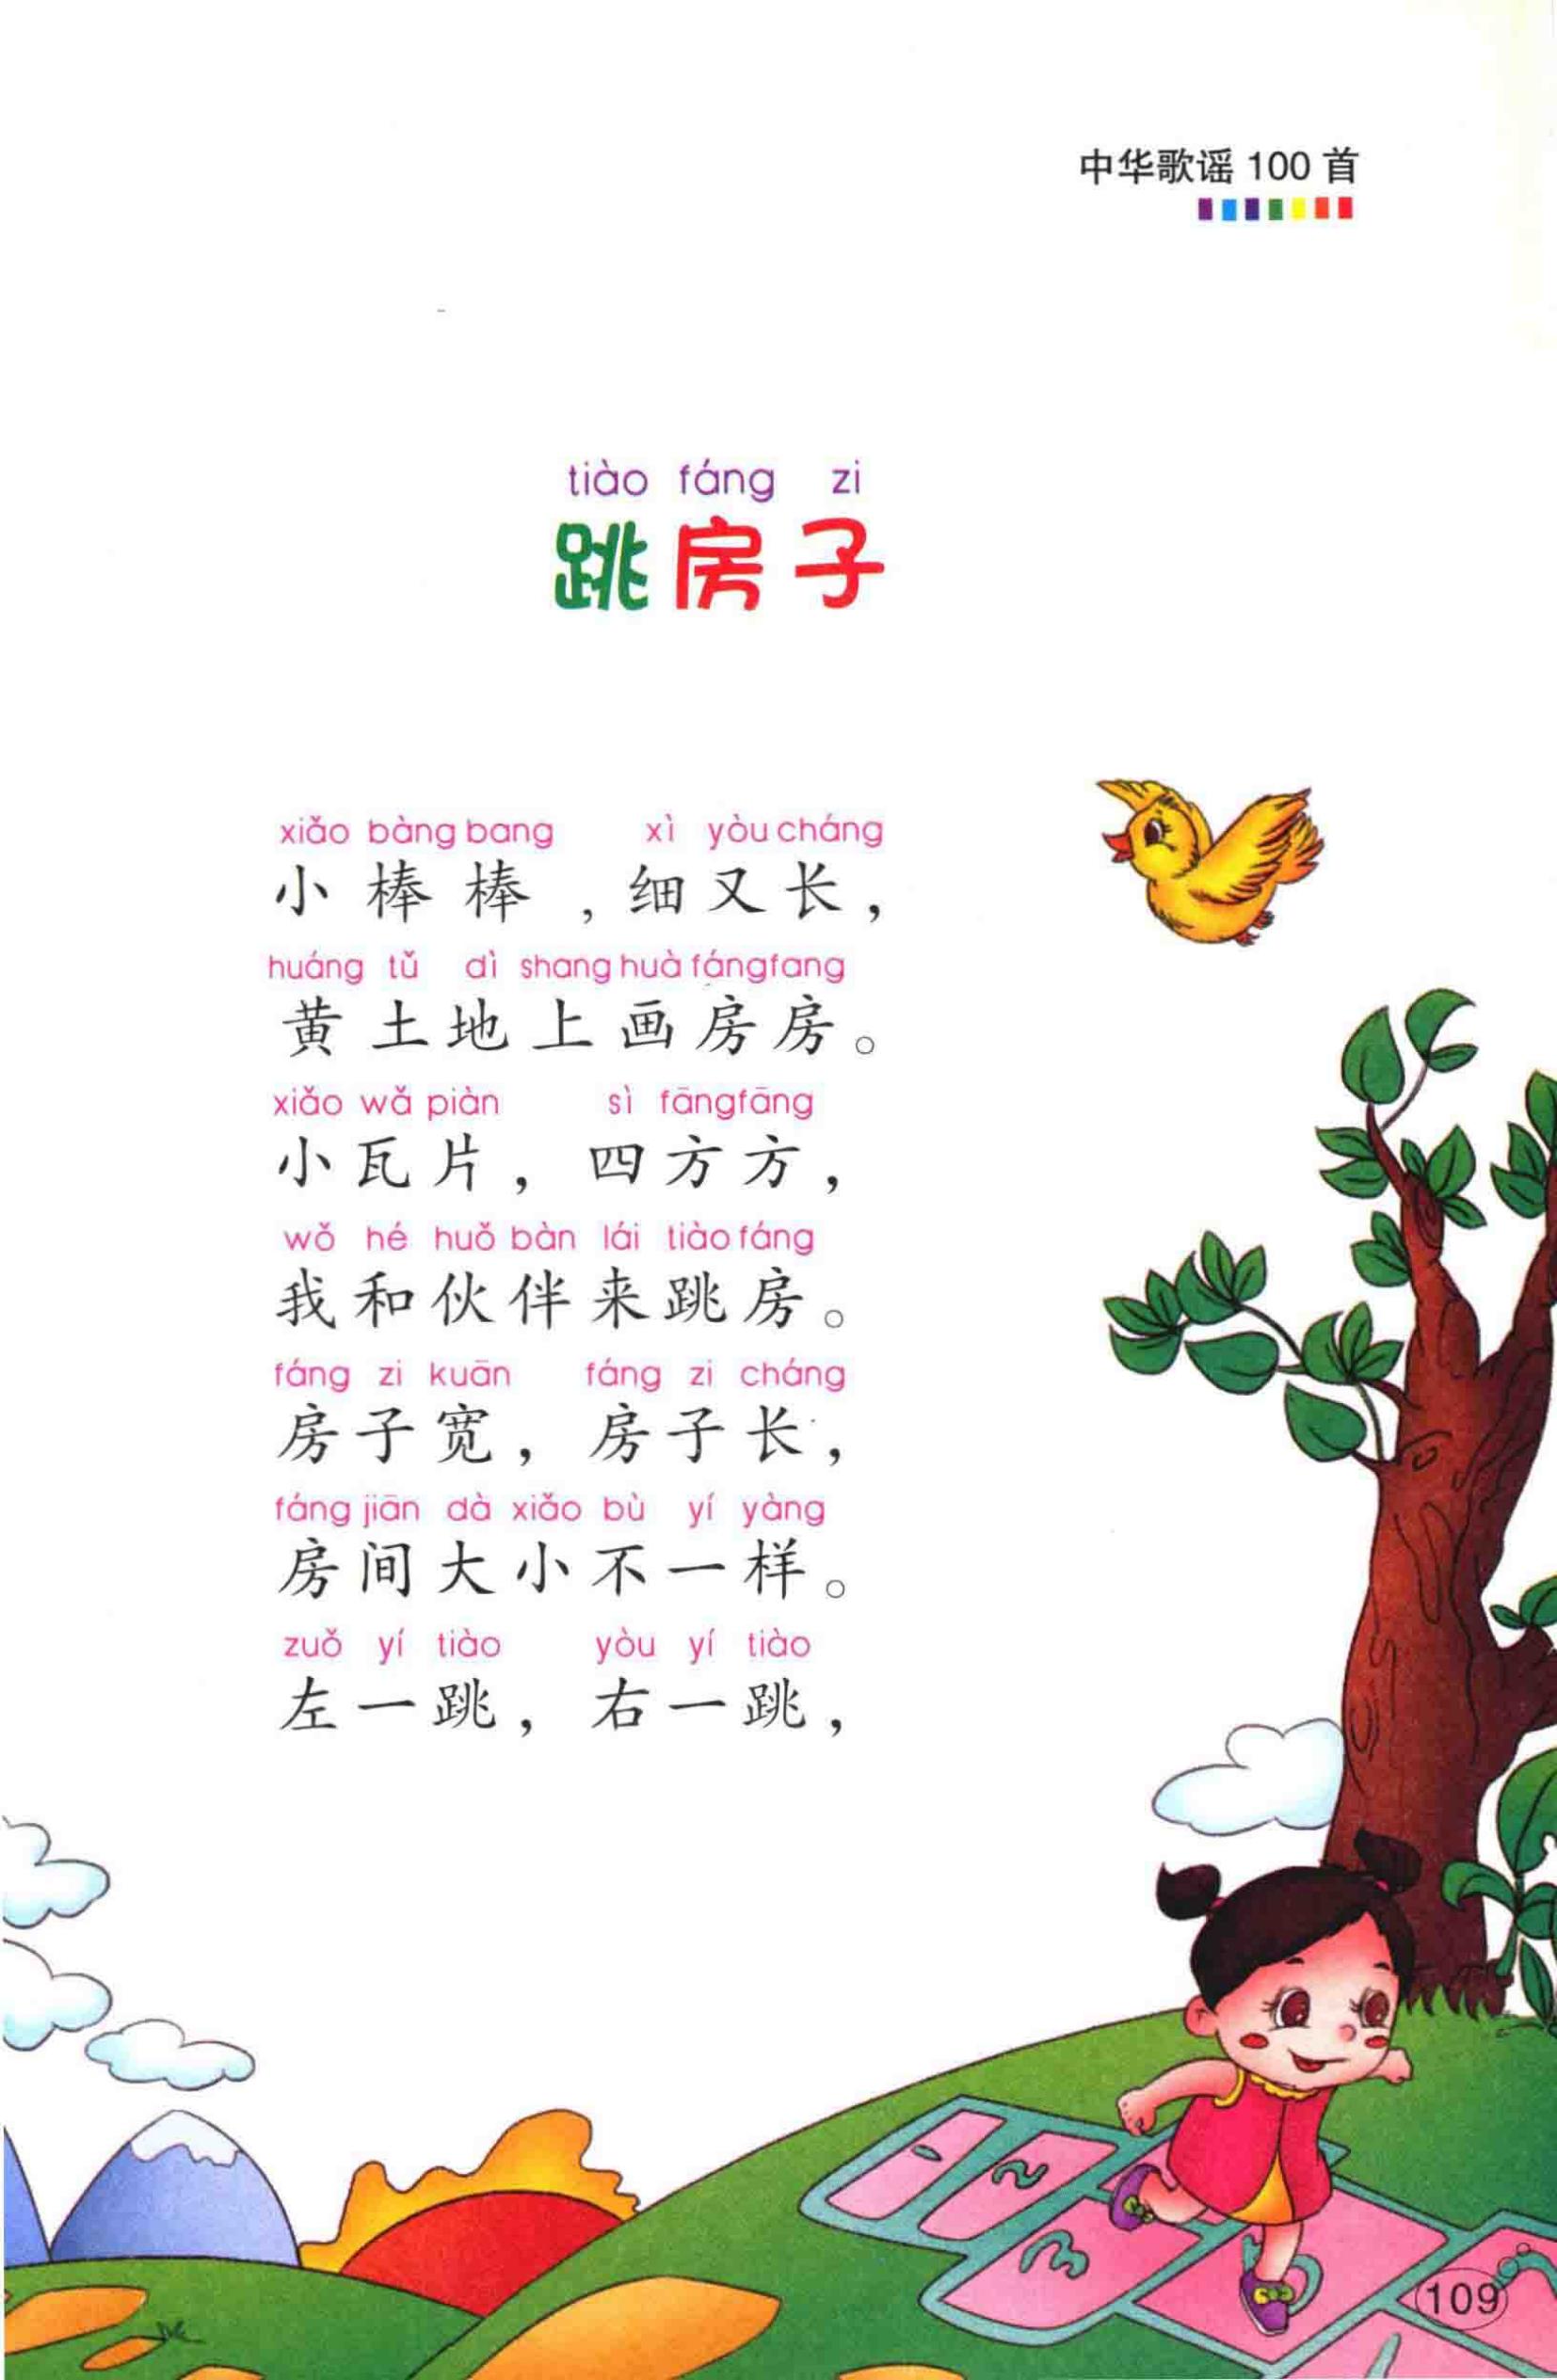 中华歌谣 100 首
tiào fáng zi
跳房子
xiǎo bàng bang xì yòu cháng
小棒棒，细又长，
huáng tǔ dì shang huà fángfang
黄土地上画房房。
xiǎo wǎ piàn sì fāngfāng
小瓦片，四方方，
wǒ hé huǒ bàn lái tiào fáng
我和伙伴来跳房。
fáng zi kuān fáng zi cháng
房子宽，房子长，
fáng jiān dà xiǎo bù yí yàng
房间大小不一样。
zuǒ yí tiào yòu yí tiào
左一跳，右一跳，
1
2
3
109